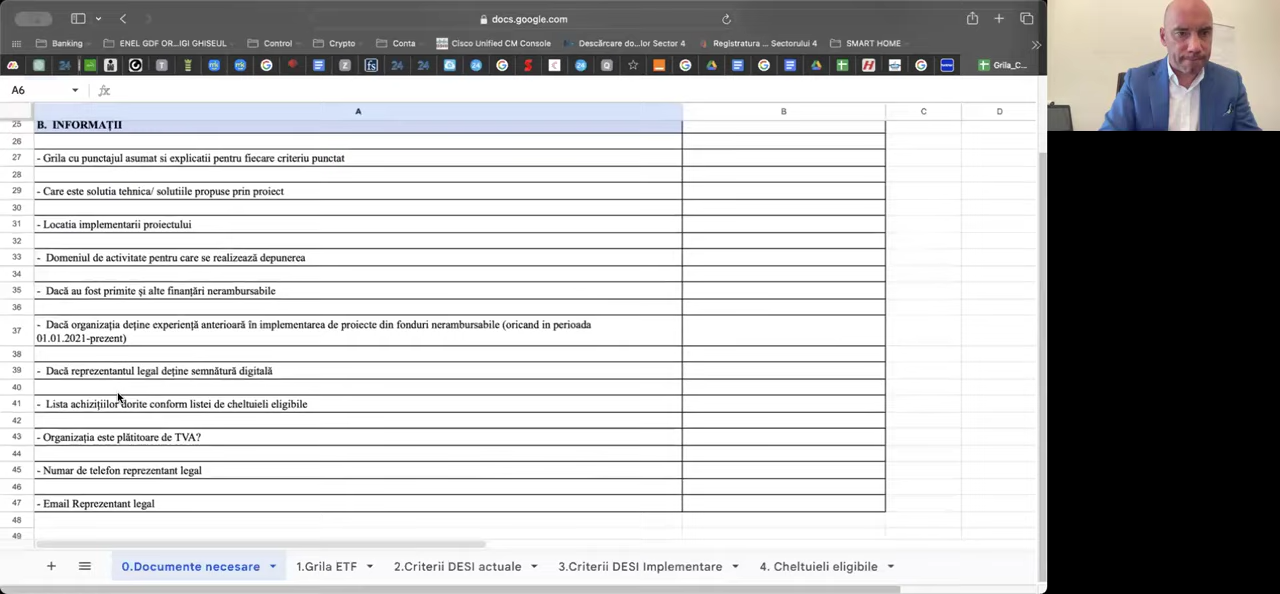 docs.google.com
Banking
ENEL GDF OR...IGI GHISEUL
Control
Crypto
Conta
Cisco Unified CM Console
Descărcare do...lor Sector 4
Registratura ... Sectorului 4
SMART HOME
Grila_C...
A6
fx
A B C D
25 B. INFORMAȚII
26
27 - Grila cu punctajul asumat si explicatii pentru fiecare criteriu punctat
28
29 - Care este solutia tehnica/ solutiile propuse prin proiect
30
31 - Locatia implementarii proiectului
32
33 - Domeniul de activitate pentru care se realizează depunerea
34
35 - Dacă au fost primite și alte finanțări nerambursabile
36
37 - Dacă organizația deține experiență anterioară în implementarea de proiecte din fonduri nerambursabile (oricand in perioada
01.01.2021-prezent)
38
39 - Dacă reprezentantul legal deține semnătură digitală
40
41 - Lista achizițiilor dorite conform listei de cheltuieli eligibile
42
43 - Organizația este plătitoare de TVA?
44
45 - Numar de telefon reprezentant legal
46
47 - Email Reprezentant legal
48
49
0.Documente necesare
1.Grila ETF
2.Criterii DESI actuale
3.Criterii DESI Implementare
4. Cheltuieli eligibile